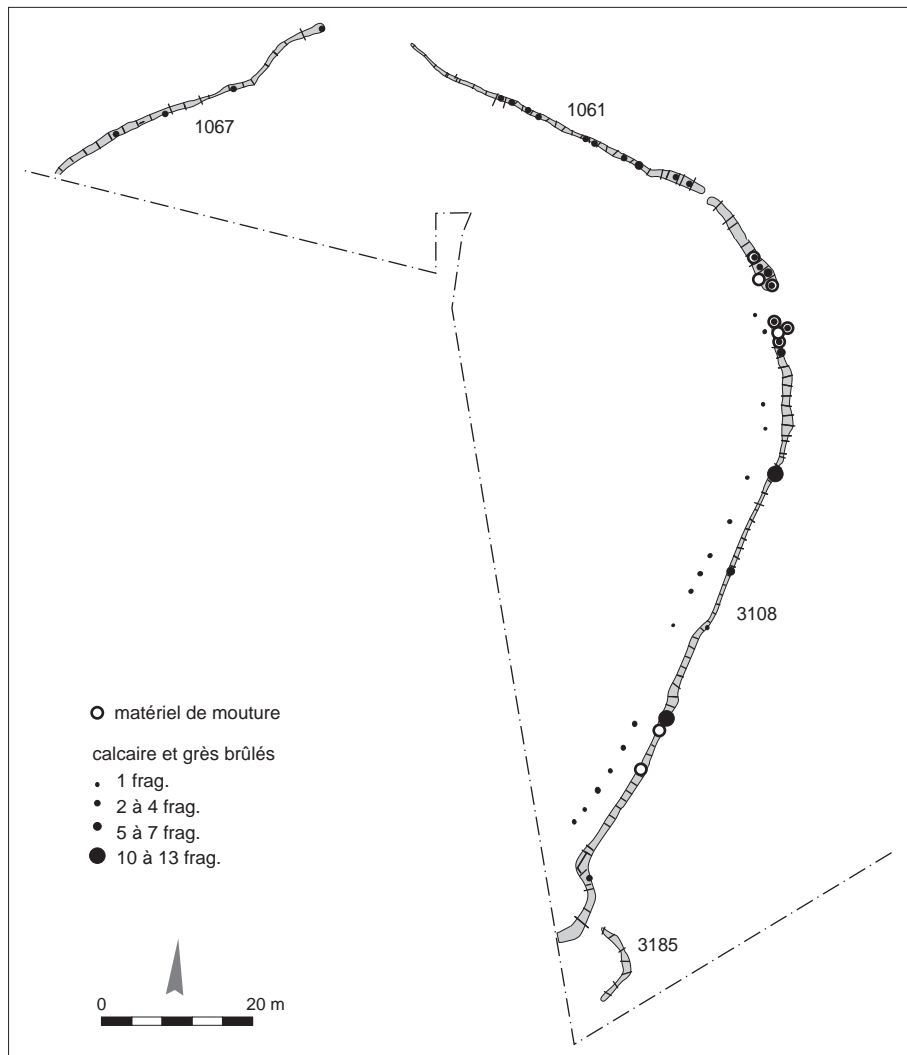 1067
1061
3108
matériel de mouture
calcaire et grès brûlés
1 frag.
2 à 4 frag.
5 à 7 frag.
10 à 13 frag.
3185
0 20 m